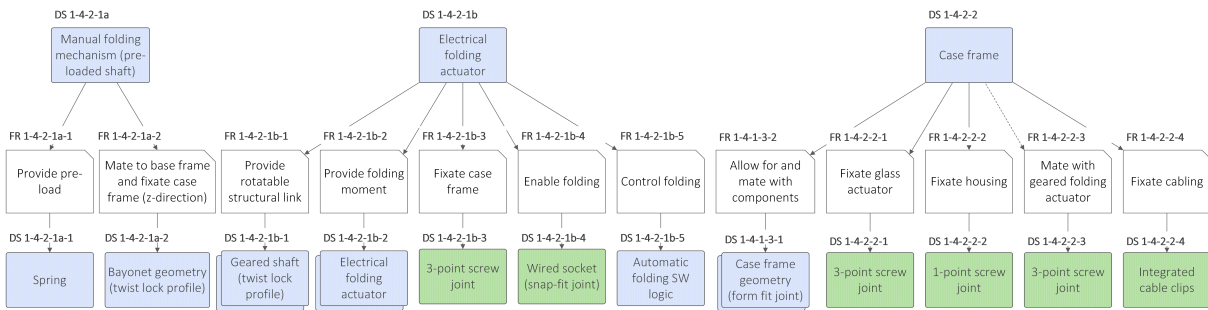 DS 1-4-2-1a
DS 1-4-2-1b
DS 1-4-2-2
Manual folding
mechanism (pre-
loaded shaft)
Electrical
folding
actuator
Case frame
FR 1-4-2-1a-1
FR 1-4-2-1a-2
FR 1-4-2-1b-1
FR 1-4-2-1b-2
FR 1-4-2-1b-3
FR 1-4-2-1b-4
FR 1-4-2-1b-5
FR 1-4-1-3-2
FR 1-4-2-2-1
FR 1-4-2-2-2
FR 1-4-2-2-3
FR 1-4-2-2-4
Provide pre-
load
Mate to base frame
and fixate case
frame (z-direction)
Provide
rotatable
structural link
Provide folding
moment
Fixate case
frame
Enable folding
Control folding
Allow for and
mate with
components
Fixate glass
actuator
Fixate housing
Mate with
geared folding
actuator
Fixate cabling
DS 1-4-2-1a-1
DS 1-4-2-1a-2
DS 1-4-2-1b-1
DS 1-4-2-1b-2
DS 1-4-2-1b-3
DS 1-4-2-1b-4
DS 1-4-2-1b-5
DS 1-4-1-3-1
DS 1-4-2-2-1
DS 1-4-2-2-2
DS 1-4-2-2-3
DS 1-4-2-2-4
Spring
Bayonet geometry
(twist lock profile)
Geared shaft
(twist lock
profile)
Electrical
folding
actuator
3-point screw
joint
Wired socket
(snap-fit joint)
Automatic
folding SW
logic
Case frame
geometry
(form fit joint)
3-point screw
joint
1-point screw
joint
3-point screw
joint
Integrated
cable clips